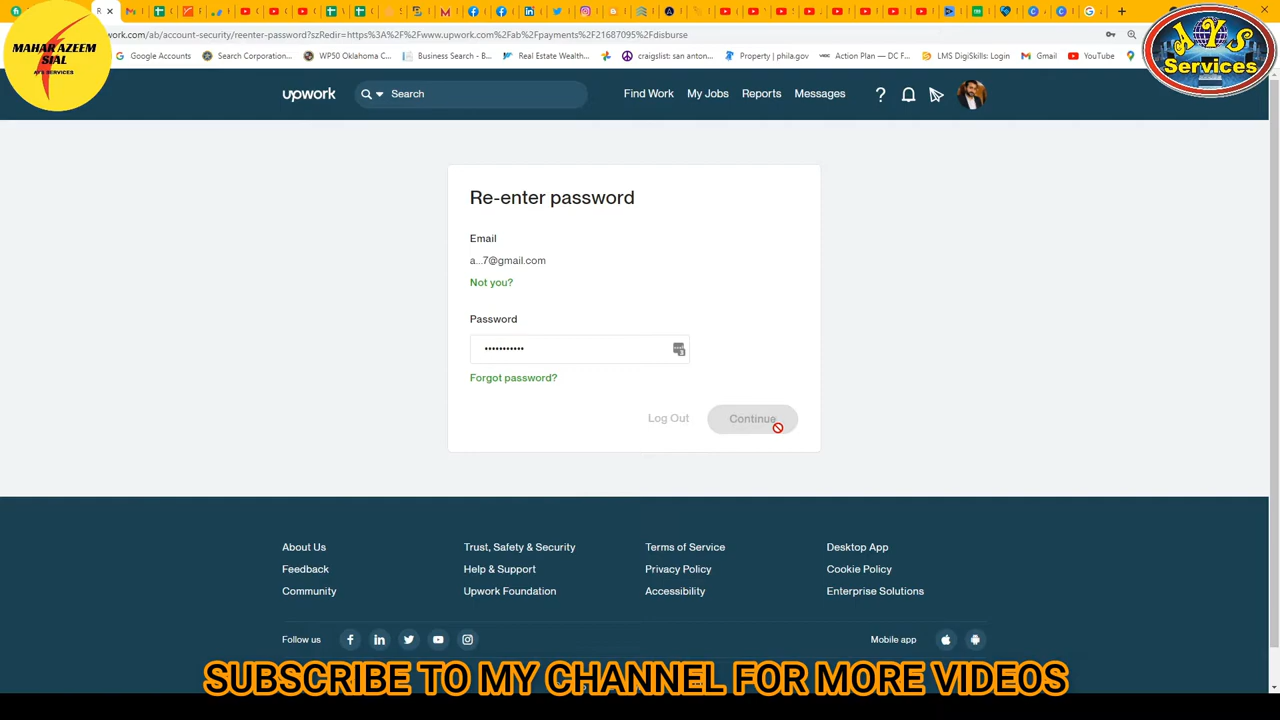 MAHAR AZEEM
SIAL
AYS SERVICES
AYS
Services
work.com/ab/account-security/reenter-password?szRedir=https%3A%2F%2Fwww.upwork.com%2Fab%2Fpayments%2F21687095%2Fdisburse
Google Accounts
Search Corporation...
WP50 Oklahoma C...
Business Search - B...
Real Estate Wealth...
craigslist: san anton...
Property | phila.gov
Action Plan — DC F...
LMS DigiSkills: Login
Gmail
YouTube
upwork
Search
Find Work
My Jobs
Reports
Messages
Re-enter password
Email
a...7@gmail.com
Not you?
Password
•••••••••••
Forgot password?
Log Out
Continue
About Us
Trust, Safety & Security
Terms of Service
Desktop App
Feedback
Help & Support
Privacy Policy
Cookie Policy
Community
Upwork Foundation
Accessibility
Enterprise Solutions
Follow us
Mobile app
SUBSCRIBE TO MY CHANNEL FOR MORE VIDEOS